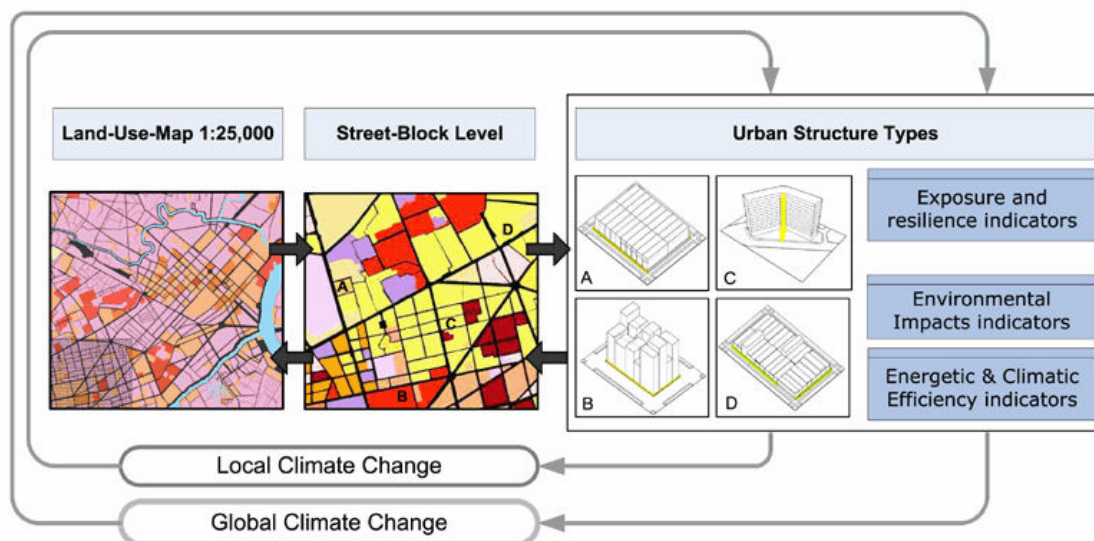 Land-Use-Map 1:25,000
Street-Block Level
Urban Structure Types
A
D
C
B
A
C
B
D
Exposure and
resilience indicators
Environmental
Impacts indicators
Energetic & Climatic
Efficiency indicators
Local Climate Change
Global Climate Change